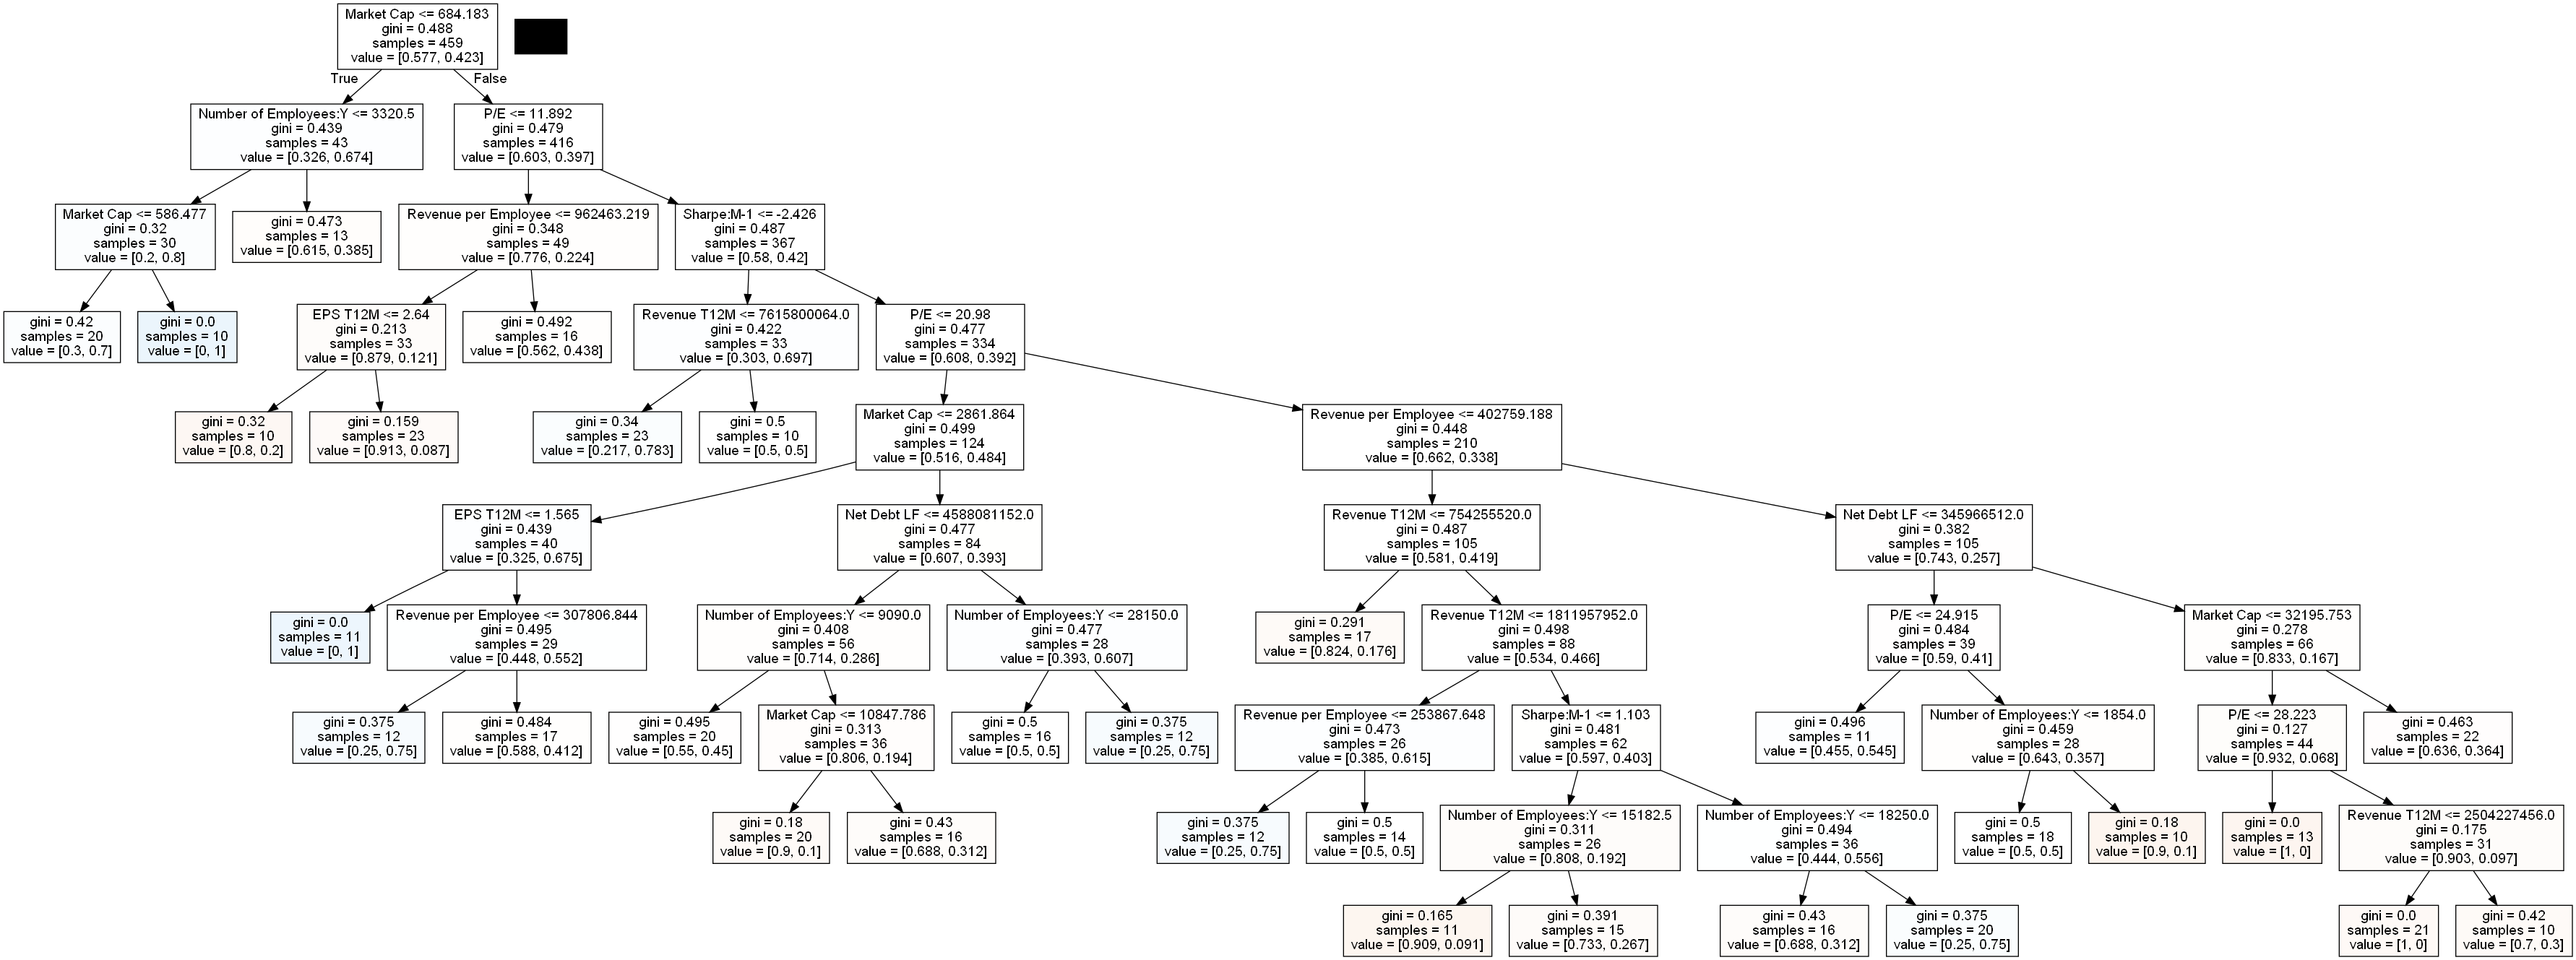 Market Cap <= 684.183
gini = 0.488
samples = 459
value = [0.577, 0.423]
True
False
Number of Employees:Y <= 3320.5
gini = 0.439
samples = 43
value = [0.326, 0.674]
P/E <= 11.892
gini = 0.479
samples = 416
value = [0.603, 0.397]
Market Cap <= 586.477
gini = 0.32
samples = 30
value = [0.2, 0.8]
gini = 0.473
samples = 13
value = [0.615, 0.385]
Revenue per Employee <= 962463.219
gini = 0.348
samples = 49
value = [0.776, 0.224]
Sharpe:M-1 <= -2.426
gini = 0.487
samples = 367
value = [0.58, 0.42]
gini = 0.42
samples = 20
value = [0.3, 0.7]
gini = 0.0
samples = 10
value = [0, 1]
EPS T12M <= 2.64
gini = 0.213
samples = 33
value = [0.879, 0.121]
gini = 0.492
samples = 16
value = [0.562, 0.438]
Revenue T12M <= 7615800064.0
gini = 0.422
samples = 33
value = [0.303, 0.697]
P/E <= 20.98
gini = 0.477
samples = 334
value = [0.608, 0.392]
gini = 0.32
samples = 10
value = [0.8, 0.2]
gini = 0.159
samples = 23
value = [0.913, 0.087]
gini = 0.34
samples = 23
value = [0.217, 0.783]
gini = 0.5
samples = 10
value = [0.5, 0.5]
Market Cap <= 2861.864
gini = 0.499
samples = 124
value = [0.516, 0.484]
Revenue per Employee <= 402759.188
gini = 0.448
samples = 210
value = [0.662, 0.338]
EPS T12M <= 1.565
gini = 0.439
samples = 40
value = [0.325, 0.675]
Net Debt LF <= 4588081152.0
gini = 0.477
samples = 84
value = [0.607, 0.393]
Revenue T12M <= 754255520.0
gini = 0.487
samples = 105
value = [0.581, 0.419]
Net Debt LF <= 345966512.0
gini = 0.382
samples = 105
value = [0.743, 0.257]
gini = 0.0
samples = 11
value = [0, 1]
Revenue per Employee <= 307806.844
gini = 0.495
samples = 29
value = [0.448, 0.552]
Number of Employees:Y <= 9090.0
gini = 0.408
samples = 56
value = [0.714, 0.286]
Number of Employees:Y <= 28150.0
gini = 0.477
samples = 28
value = [0.393, 0.607]
gini = 0.291
samples = 17
value = [0.824, 0.176]
Revenue T12M <= 1811957952.0
gini = 0.498
samples = 88
value = [0.534, 0.466]
P/E <= 24.915
gini = 0.484
samples = 39
value = [0.59, 0.41]
Market Cap <= 32195.753
gini = 0.278
samples = 66
value = [0.833, 0.167]
gini = 0.375
samples = 12
value = [0.25, 0.75]
gini = 0.484
samples = 17
value = [0.588, 0.412]
gini = 0.495
samples = 20
value = [0.55, 0.45]
Market Cap <= 10847.786
gini = 0.313
samples = 36
value = [0.806, 0.194]
gini = 0.5
samples = 16
value = [0.5, 0.5]
gini = 0.375
samples = 12
value = [0.25, 0.75]
Revenue per Employee <= 253867.648
gini = 0.473
samples = 26
value = [0.385, 0.615]
Sharpe:M-1 <= 1.103
gini = 0.481
samples = 62
value = [0.597, 0.403]
gini = 0.496
samples = 11
value = [0.455, 0.545]
Number of Employees:Y <= 1854.0
gini = 0.459
samples = 28
value = [0.643, 0.357]
P/E <= 28.223
gini = 0.127
samples = 44
value = [0.932, 0.068]
gini = 0.463
samples = 22
value = [0.636, 0.364]
gini = 0.18
samples = 20
value = [0.9, 0.1]
gini = 0.43
samples = 16
value = [0.688, 0.312]
gini = 0.375
samples = 12
value = [0.25, 0.75]
gini = 0.5
samples = 14
value = [0.5, 0.5]
Number of Employees:Y <= 15182.5
gini = 0.311
samples = 26
value = [0.808, 0.192]
Number of Employees:Y <= 18250.0
gini = 0.494
samples = 36
value = [0.444, 0.556]
gini = 0.5
samples = 18
value = [0.5, 0.5]
gini = 0.18
samples = 10
value = [0.9, 0.1]
gini = 0.0
samples = 13
value = [1, 0]
Revenue T12M <= 2504227456.0
gini = 0.175
samples = 31
value = [0.903, 0.097]
gini = 0.165
samples = 11
value = [0.909, 0.091]
gini = 0.391
samples = 15
value = [0.733, 0.267]
gini = 0.43
samples = 16
value = [0.688, 0.312]
gini = 0.375
samples = 20
value = [0.25, 0.75]
gini = 0.0
samples = 21
value = [1, 0]
gini = 0.42
samples = 10
value = [0.7, 0.3]